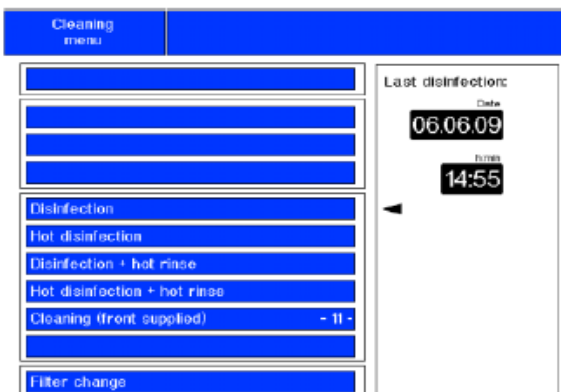 Cleaning
menu
Last disinfection:
Date
06.06.09
h:min
14:55
Disinfection
Hot disinfection
Disinfection + hot rinse
Hot disinfection + hot rinse
Cleaning (front supplied) - 11 -
Filter change